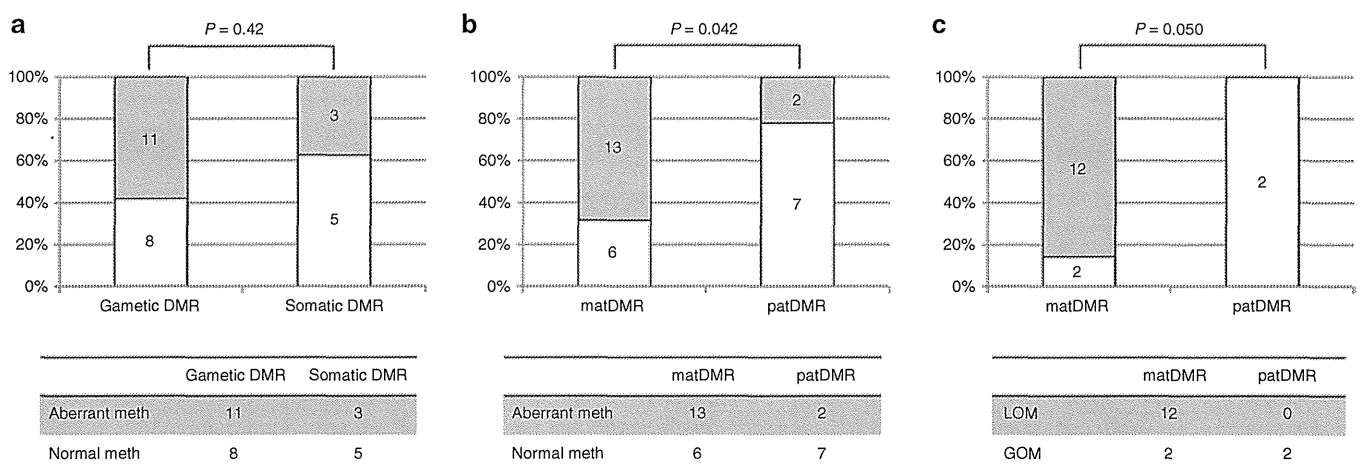 a
P = 0.42
100%
80%
60%
40%
20%
0%
11
8
3
5
Gametic DMR
Somatic DMR
Gametic DMR Somatic DMR
Aberrant meth 11 3
Normal meth 8 5
b
P = 0.042
100%
80%
60%
40%
20%
0%
13
6
2
7
matDMR
patDMR
matDMR patDMR
Aberrant meth 13 2
Normal meth 6 7
c
P = 0.050
100%
80%
60%
40%
20%
0%
12
2
2
matDMR
patDMR
matDMR patDMR
LOM 12 0
GOM 2 2